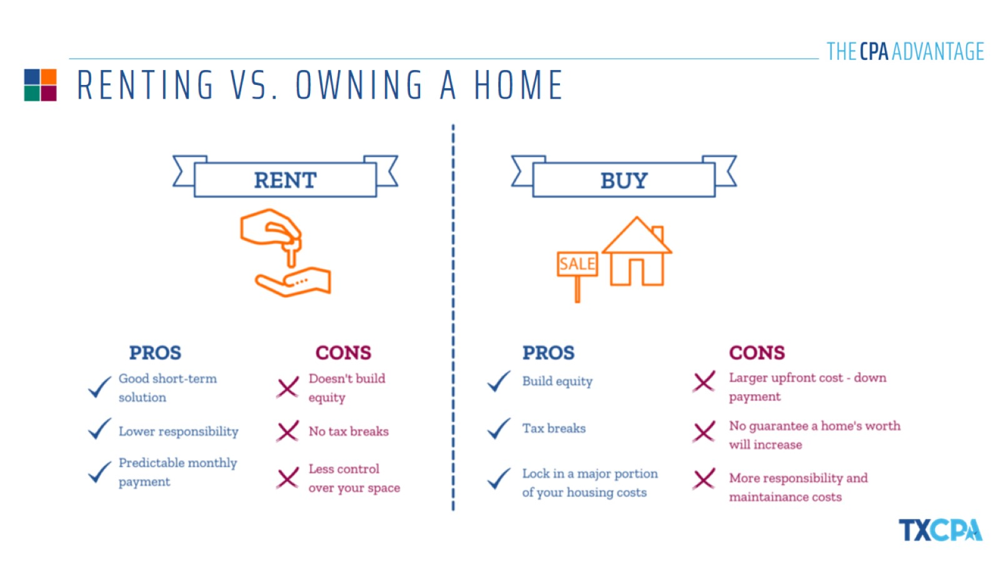 THE CPA ADVANTAGE
RENTING VS. OWNING A HOME
RENT
PROS
Good short-term
solution
Lower responsibility
Predictable monthly
payment
CONS
Doesn't build
equity
No tax breaks
Less control
over your space
BUY
SALE
PROS
Build equity
Tax breaks
Lock in a major portion
of your housing costs
CONS
Larger upfront cost - down
payment
No guarantee a home's worth
will increase
More responsibility and
maintainance costs
TXCPA